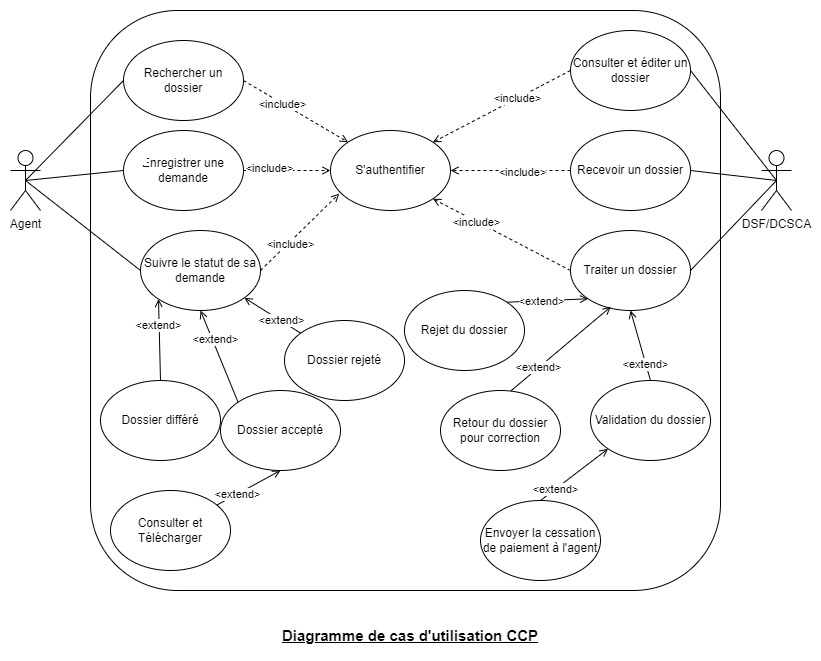 Rechercher un
dossier
Consulter et éditer un
dossier
<include>
<include>
Enregistrer une
demande
<include>
S'authentifier
<include>
Recevoir un dossier
Agent
DSF/DCSCA
<include>
<include>
Suivre le statut de sa
demande
Traiter un dossier
<extend>
<extend>
<extend>
<extend>
Dossier rejeté
Rejet du dossier
<extend>
<extend>
Dossier différé
Dossier accepté
Retour du dossier
pour correction
Validation du dossier
<extend>
<extend>
Consulter et
Télécharger
Envoyer la cessation
de paiement à l'agent
Diagramme de cas d'utilisation CCP